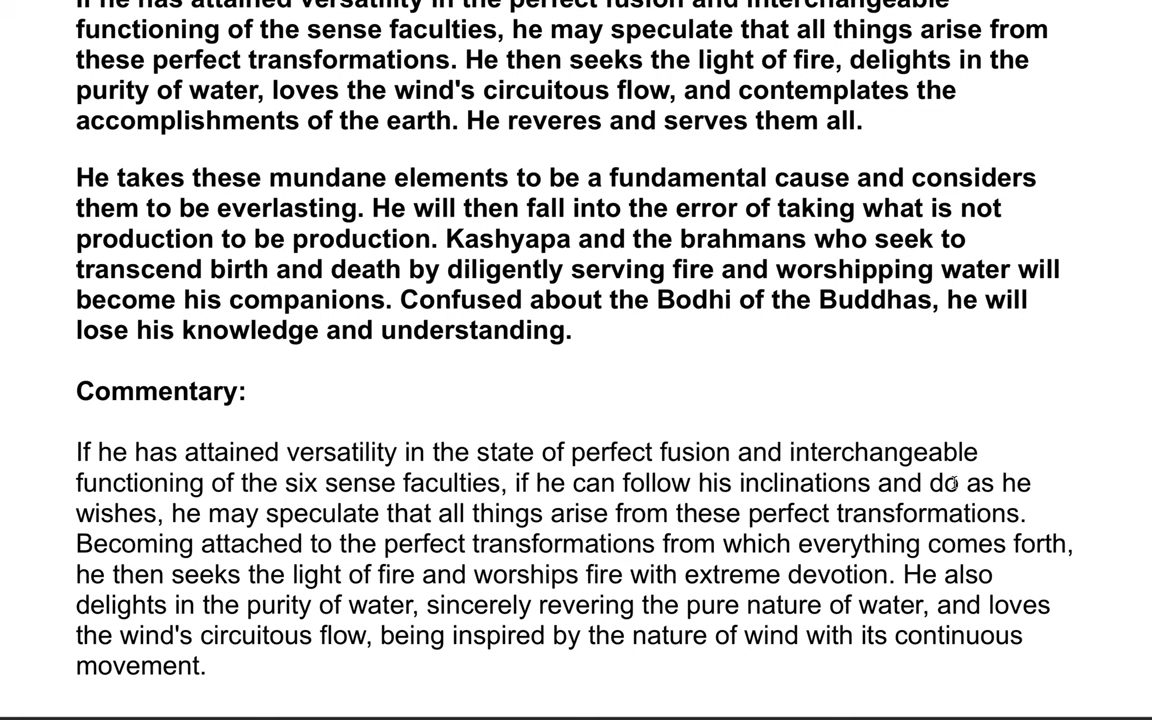 If he has attained versatility in the perfect fusion and interchangeable
functioning of the sense faculties, he may speculate that all things arise from
these perfect transformations. He then seeks the light of fire, delights in the
purity of water, loves the wind's circuitous flow, and contemplates the
accomplishments of the earth. He reveres and serves them all.
He takes these mundane elements to be a fundamental cause and considers
them to be everlasting. He will then fall into the error of taking what is not
production to be production. Kashyapa and the brahmans who seek to
transcend birth and death by diligently serving fire and worshipping water will
become his companions. Confused about the Bodhi of the Buddhas, he will
lose his knowledge and understanding.
Commentary:
If he has attained versatility in the state of perfect fusion and interchangeable
functioning of the six sense faculties, if he can follow his inclinations and do as he
wishes, he may speculate that all things arise from these perfect transformations.
Becoming attached to the perfect transformations from which everything comes forth,
he then seeks the light of fire and worships fire with extreme devotion. He also
delights in the purity of water, sincerely revering the pure nature of water, and loves
the wind's circuitous flow, being inspired by the nature of wind with its continuous
movement.